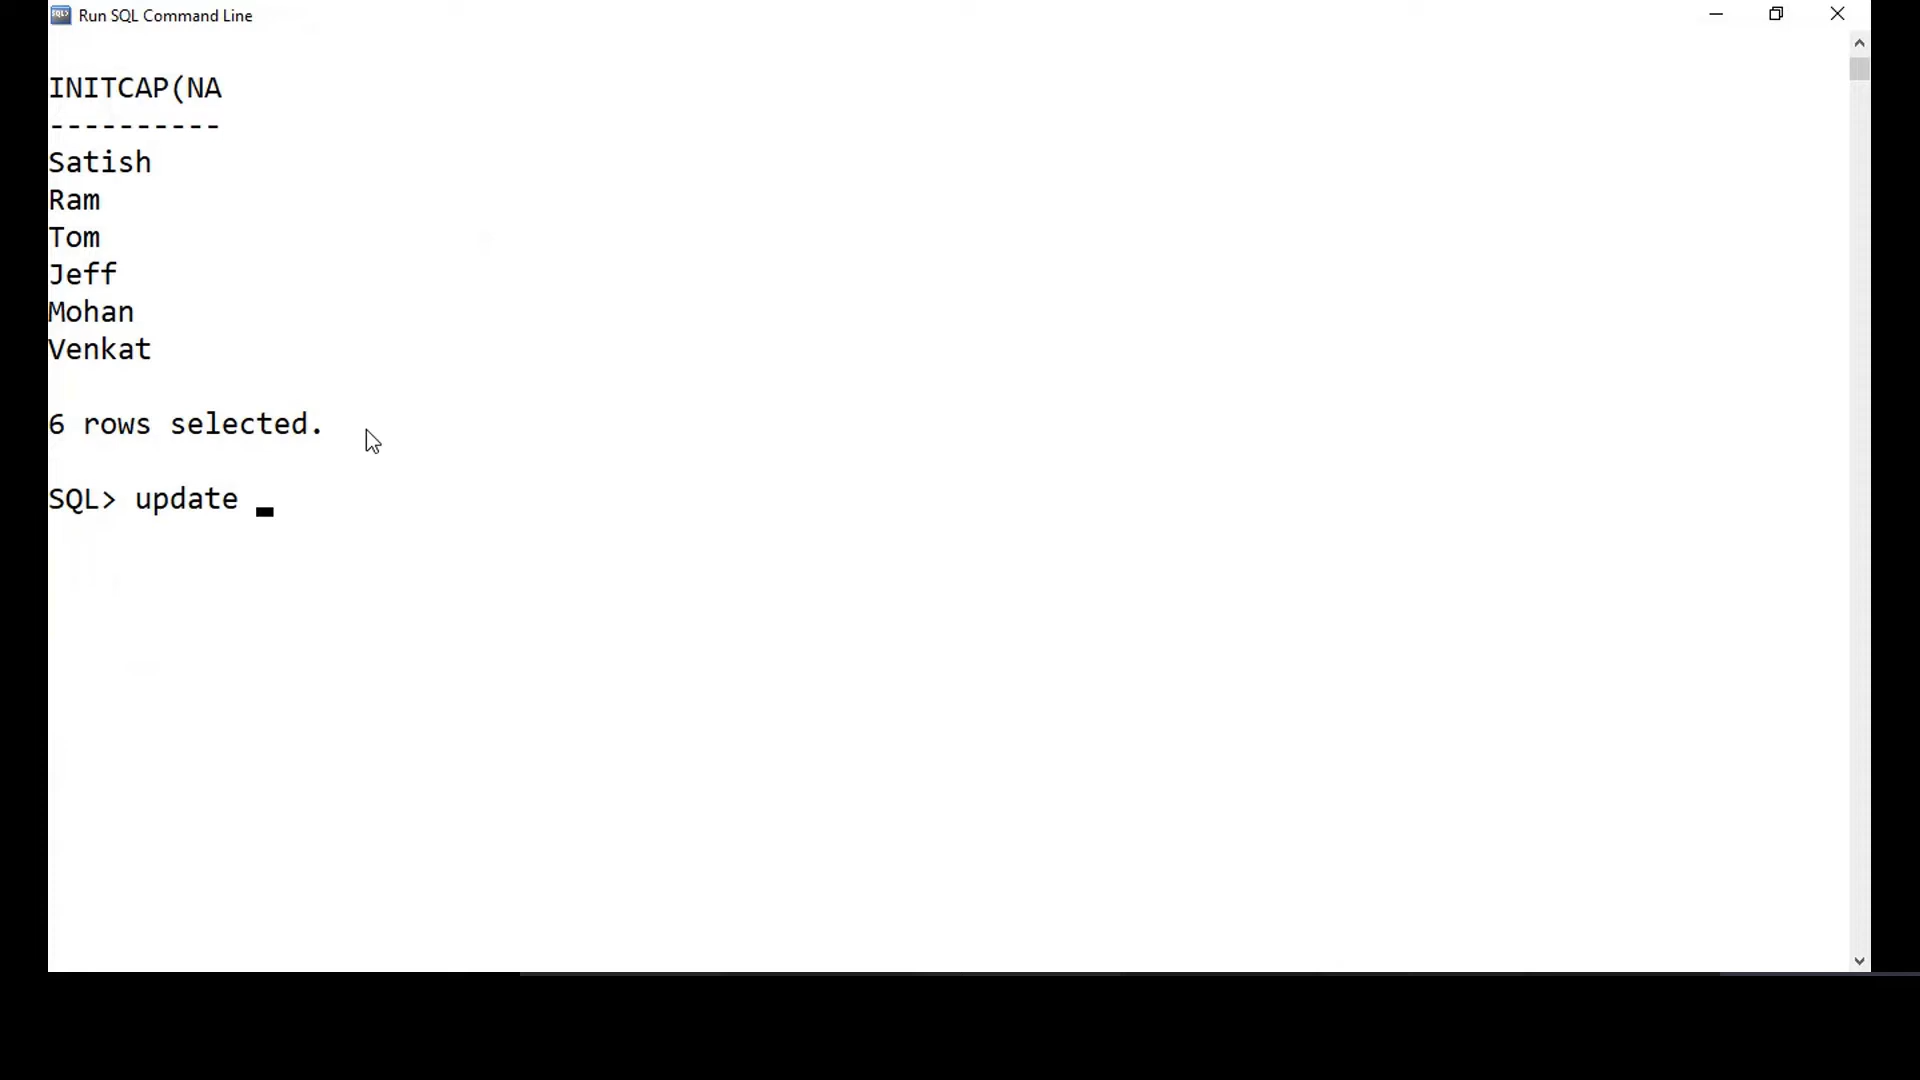 Run SQL Command Line
INITCAP(NA
----------
Satish
Ram
Tom
Jeff
Mohan
Venkat
6 rows selected.
SQL> update